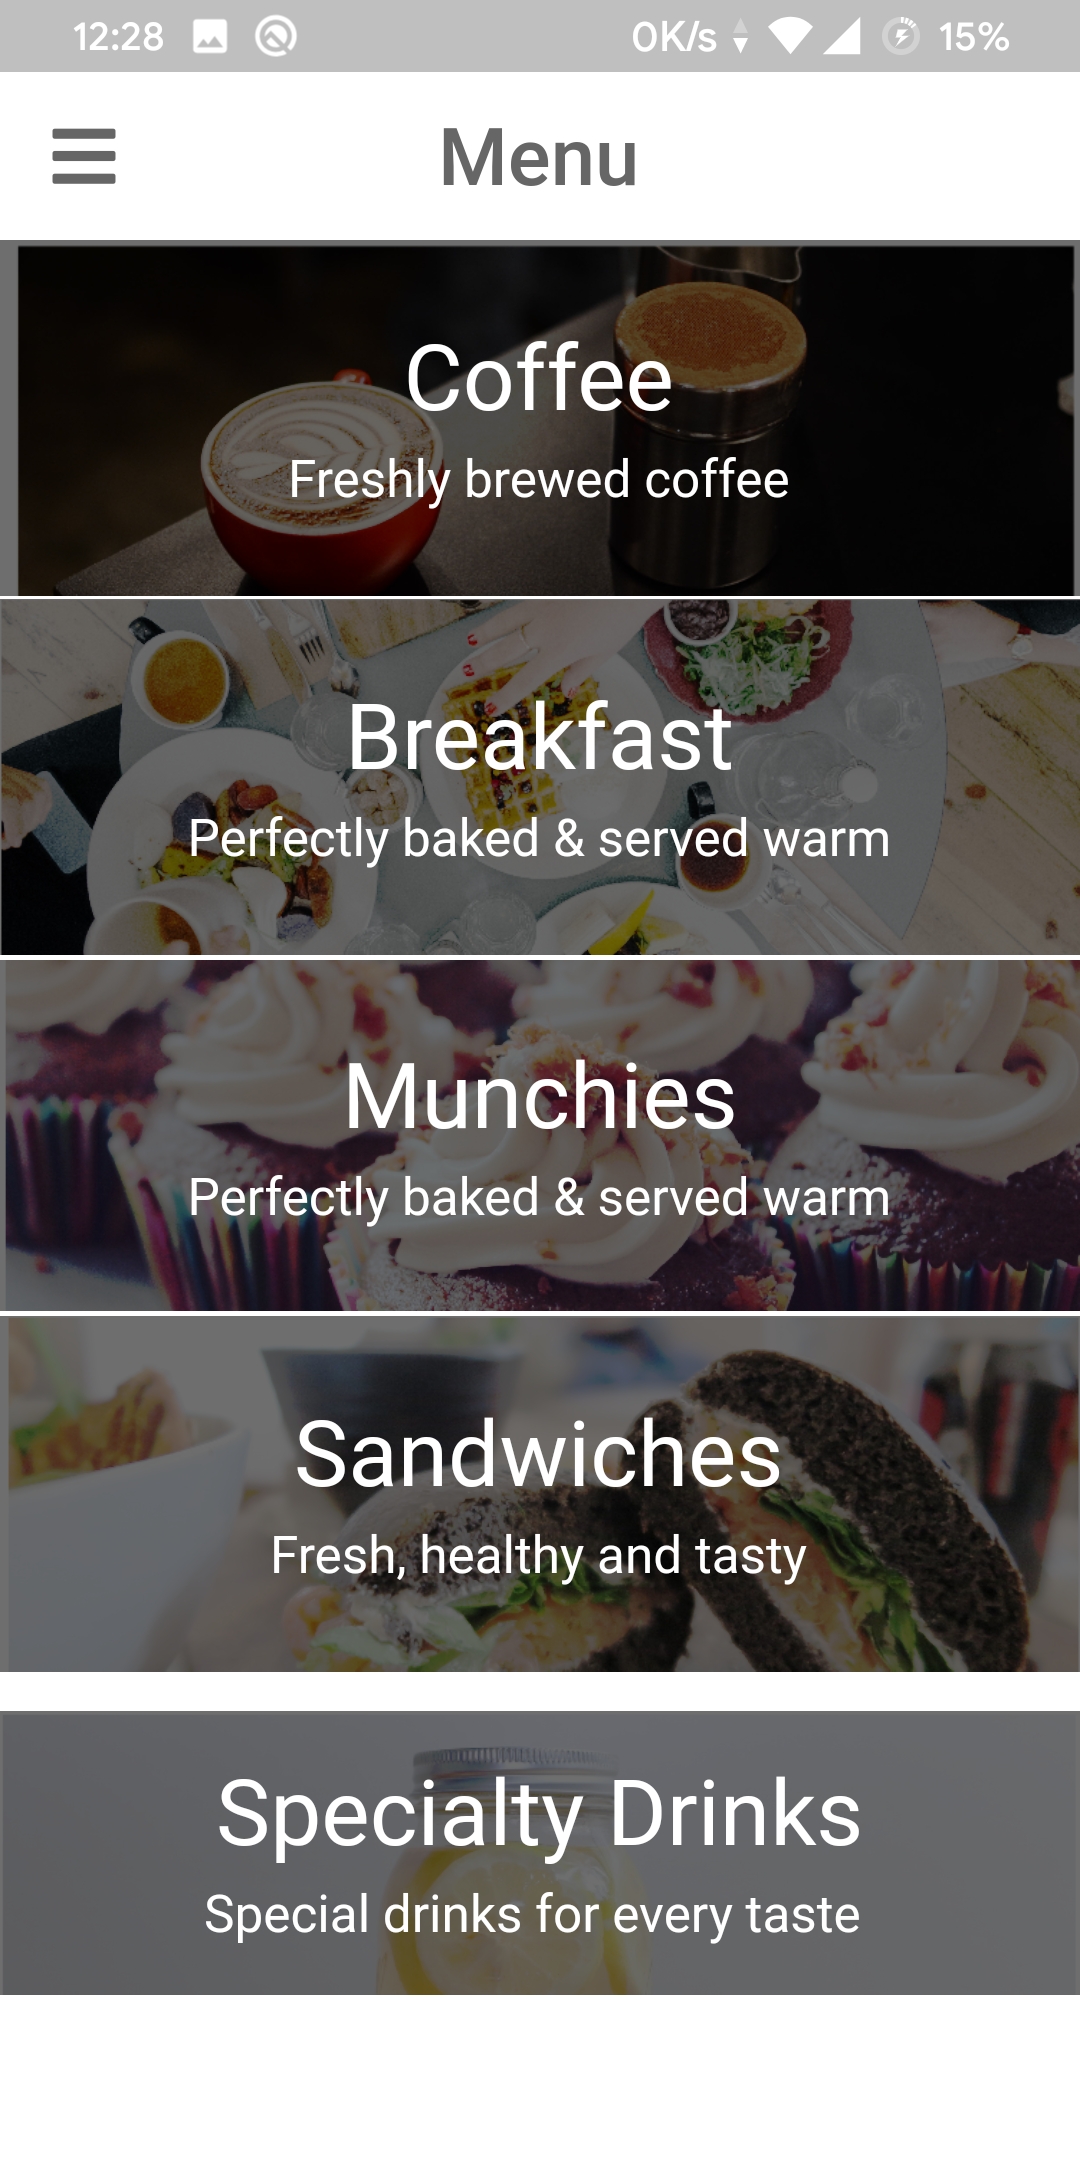 12:28 0K/s 15%
Menu
Coffee
Freshly brewed coffee
Breakfast
Perfectly baked & served warm
Munchies
Perfectly baked & served warm
Sandwiches
Fresh, healthy and tasty
Specialty Drinks
Special drinks for every taste